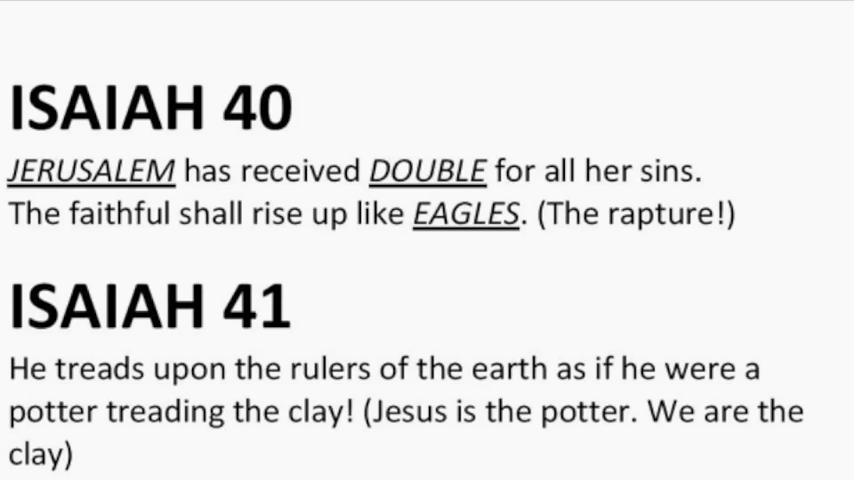 ISAIAH 40
JERUSALEM has received DOUBLE for all her sins.
The faithful shall rise up like EAGLES. (The rapture!)
ISAIAH 41
He treads upon the rulers of the earth as if he were a
potter treading the clay! (Jesus is the potter. We are the
clay)